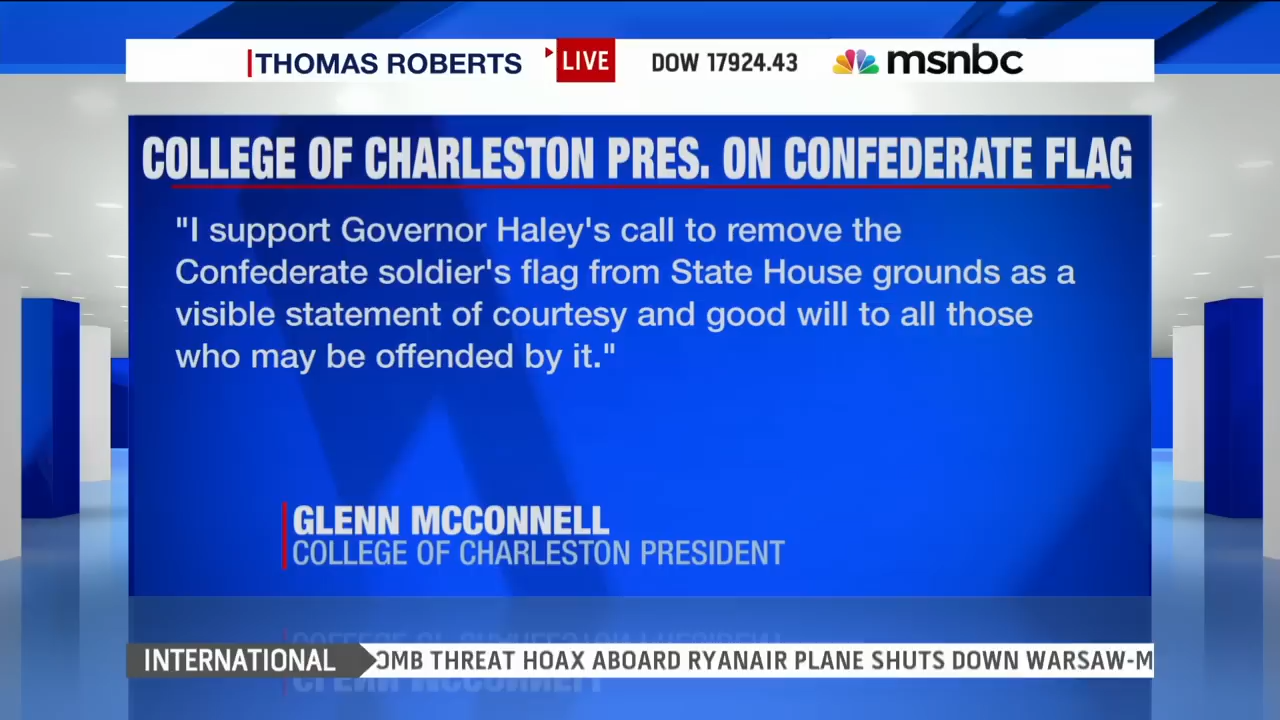 THOMAS ROBERTS LIVE DOW 17924.43 msnbc
COLLEGE OF CHARLESTON PRES. ON CONFEDERATE FLAG
"I support Governor Haley's call to remove the
Confederate soldier's flag from State House grounds as a
visible statement of courtesy and good will to all those
who may be offended by it."
GLENN MCCONNELL
COLLEGE OF CHARLESTON PRESIDENT
INTERNATIONAL OMB THREAT HOAX ABOARD RYANAIR PLANE SHUTS DOWN WARSAW-M